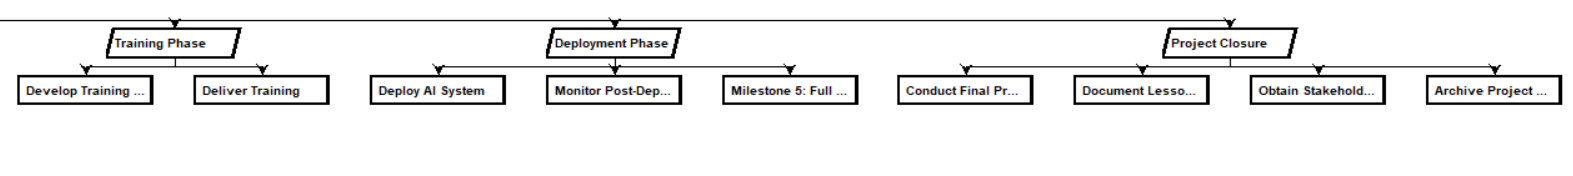 Training Phase
Deployment Phase
Project Closure
Develop Training ...
Deliver Training
Deploy AI System
Monitor Post-Dep...
Milestone 5: Full ...
Conduct Final Pr...
Document Lesso...
Obtain Stakehold...
Archive Project ...